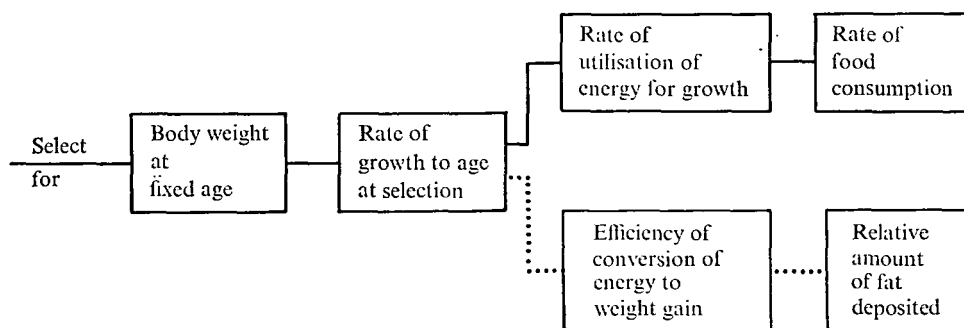 Select
for
Body weight
at
fixed age
Rate of
growth to age
at selection
Rate of
utilisation of
energy for growth
Rate of
food
consumption
Efficiency of
conversion of
energy to
weight gain
Relative
amount
of fat
deposited